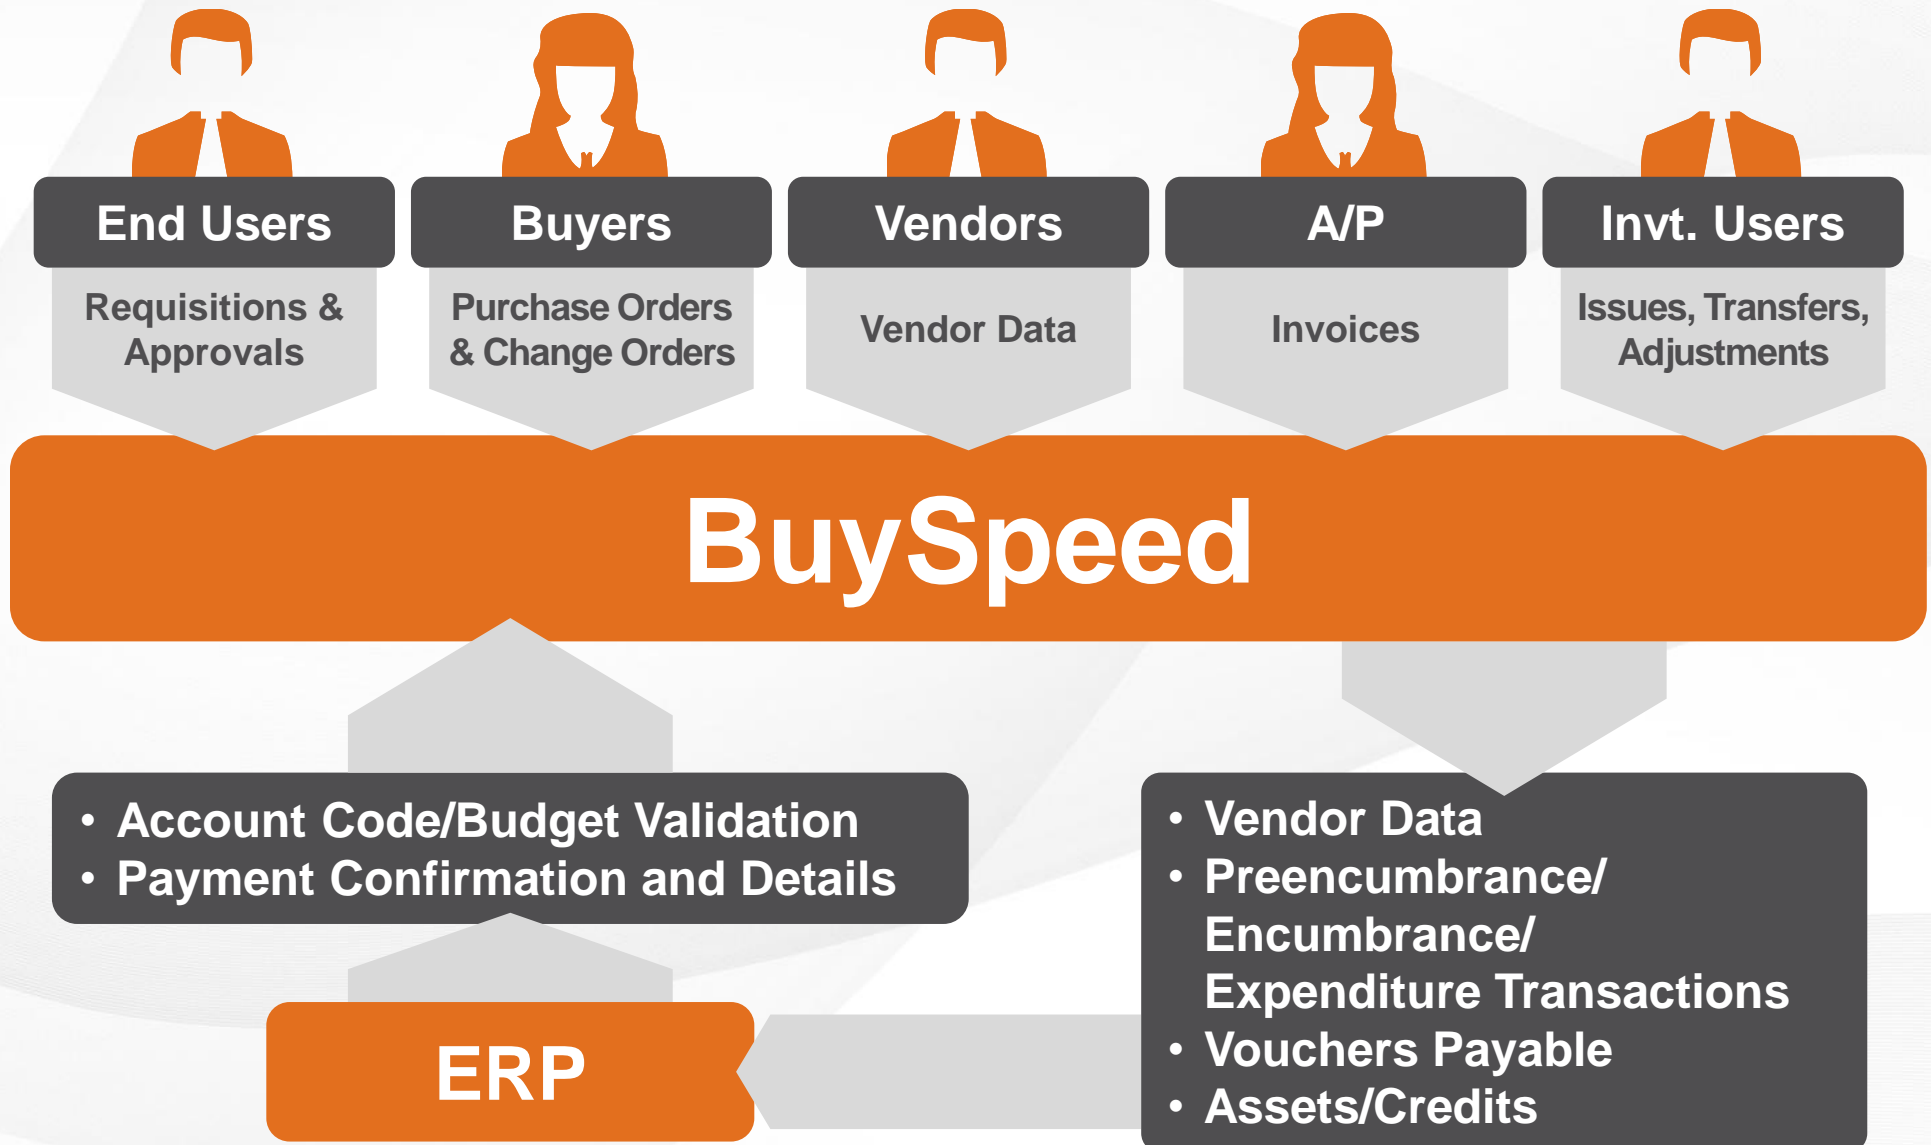 End Users
Buyers
Vendors
A/P
Invt. Users
Requisitions &
Approvals
Purchase Orders
& Change Orders
Vendor Data
Invoices
Issues, Transfers,
Adjustments
BuySpeed
• Account Code/Budget Validation
• Payment Confirmation and Details
• Vendor Data
• Preencumbrance/
Encumbrance/
Expenditure Transactions
• Vouchers Payable
• Assets/Credits
ERP